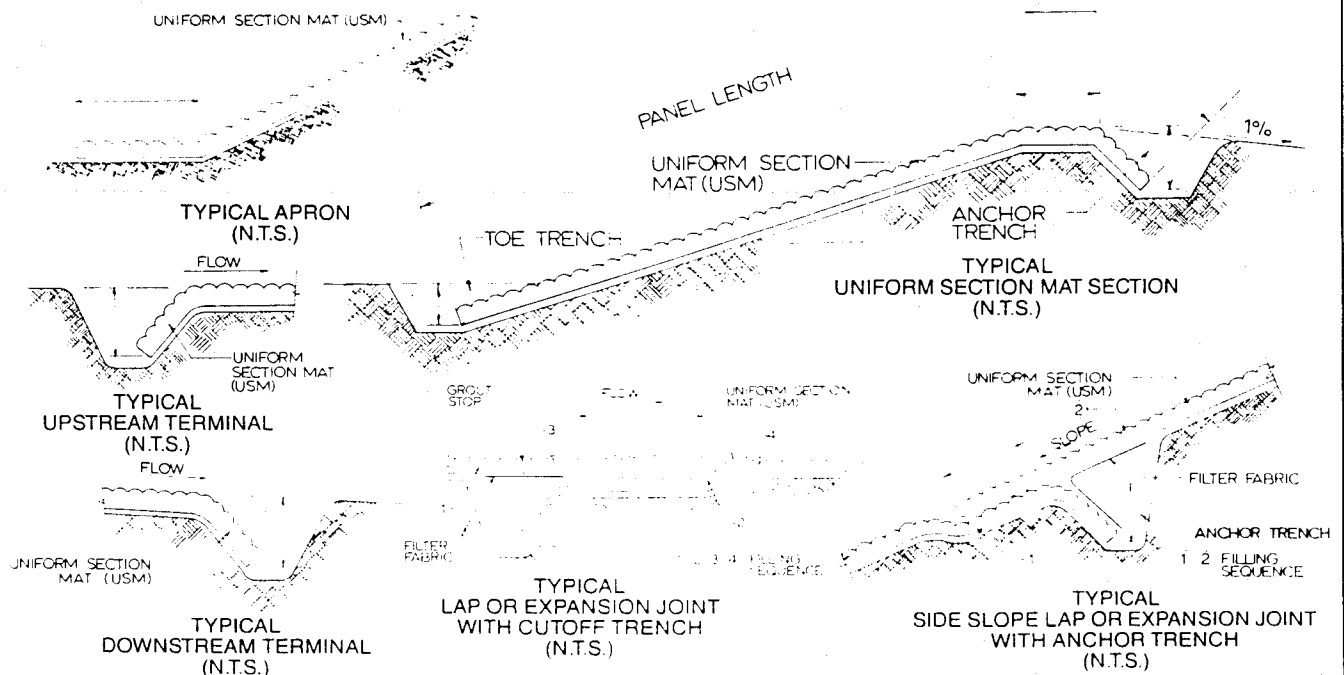 UNIFORM SECTION MAT (USM)
TYPICAL APRON
(N.T.S.)
PANEL LENGTH
UNIFORM SECTION
MAT (USM)
TOE TRENCH
ANCHOR
TRENCH
1%
TYPICAL
UNIFORM SECTION MAT SECTION
(N.T.S.)
FLOW
UNIFORM
SECTION MAT
(USM)
TYPICAL
UPSTREAM TERMINAL
(N.T.S.)
FLOW
UNIFORM SECTION
MAT (USM)
TYPICAL
DOWNSTREAM TERMINAL
(N.T.S.)
GROUT
STOP
FLOW
UNIFORM SECTION
MAT (USM)
3
4
FILTER
FABRIC
3 4 FILLING
SEQUENCE
TYPICAL
LAP OR EXPANSION JOINT
WITH CUTOFF TRENCH
(N.T.S.)
UNIFORM SECTION
MAT (USM)
2
SLOPE
FILTER FABRIC
ANCHOR TRENCH
1
1 2 FILLING
SEQUENCE
TYPICAL
SIDE SLOPE LAP OR EXPANSION JOINT
WITH ANCHOR TRENCH
(N.T.S.)